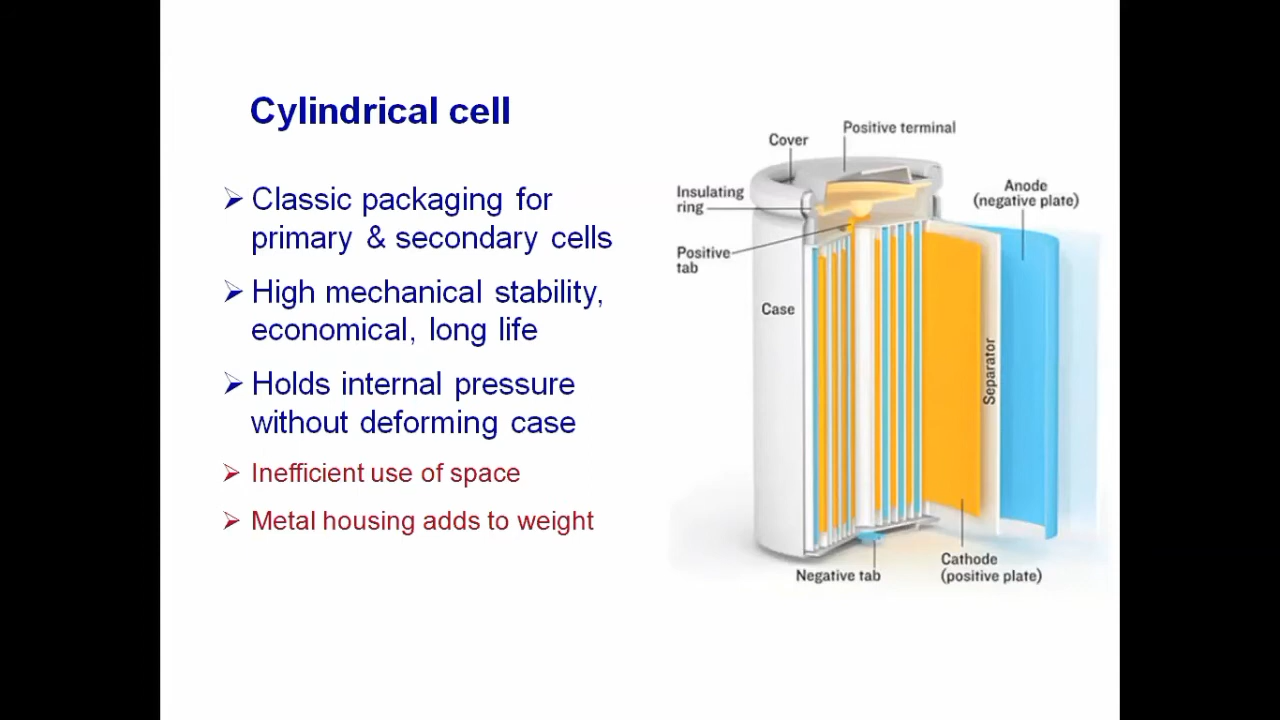 Cylindrical cell
➢ Classic packaging for
primary & secondary cells
➢ High mechanical stability,
economical, long life
➢ Holds internal pressure
without deforming case
➢ Inefficient use of space
➢ Metal housing adds to weight
Positive terminal
Cover
Insulating
ring
Positive
tab
Case
Anode
(negative plate)
Separator
Negative tab
Cathode
(positive plate)